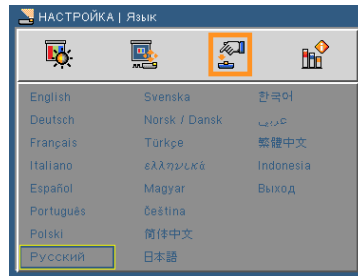 НАСТРОЙКА | Язык
English Svenska 한국어
Deutsch Norsk / Dansk عربي
Français Türkçe 繁體中文
Italiano ελληνικά Indonesia
Español Magyar Выход
Português Čeština
Polski 简体中文
Русский 日本語